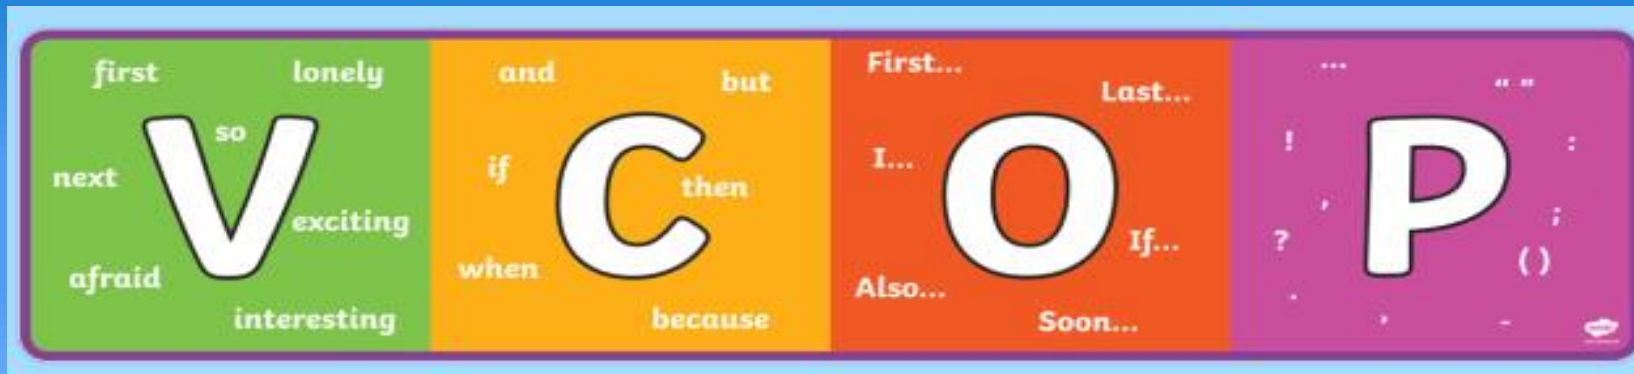 first
lonely
so
next
V
exciting
afraid
interesting
and
but
if
C
then
when
because
First...
Last...
I...
O
If...
Also...
Soon...
...
“ ”
!
:
P
’
;
?
( )
.
,
-